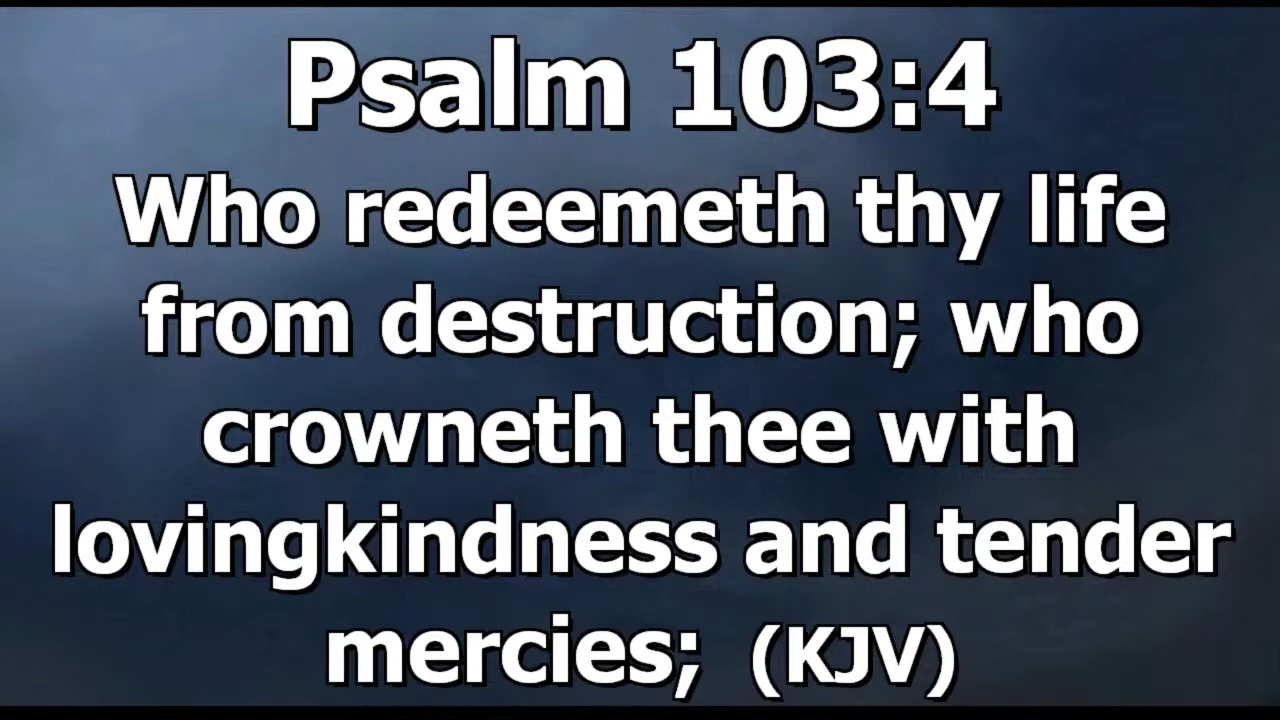 Psalm 103:4
Who redeemeth thy life
from destruction; who
crowneth thee with
lovingkindness and tender
mercies; (KJV)